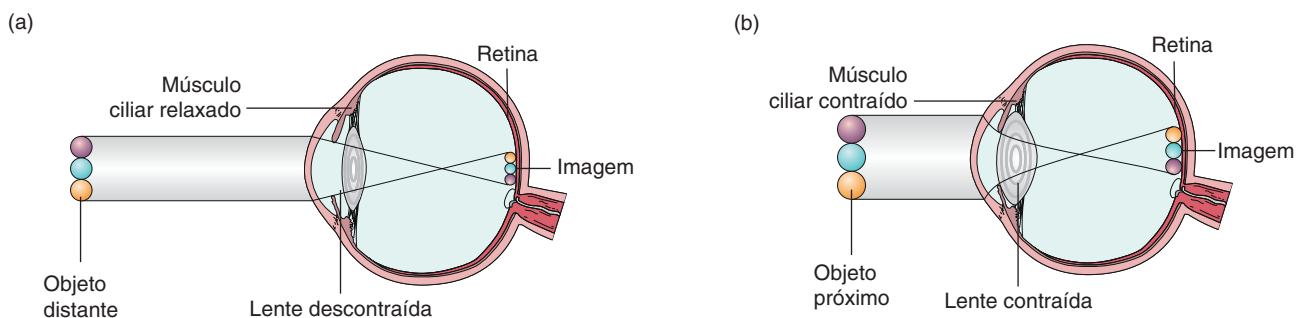 (a)
Retina
Músculo
ciliar relaxado
Imagem
Objeto
distante
Lente descontraída
(b)
Retina
Músculo
ciliar contraído
Imagem
Objeto
próximo
Lente contraída